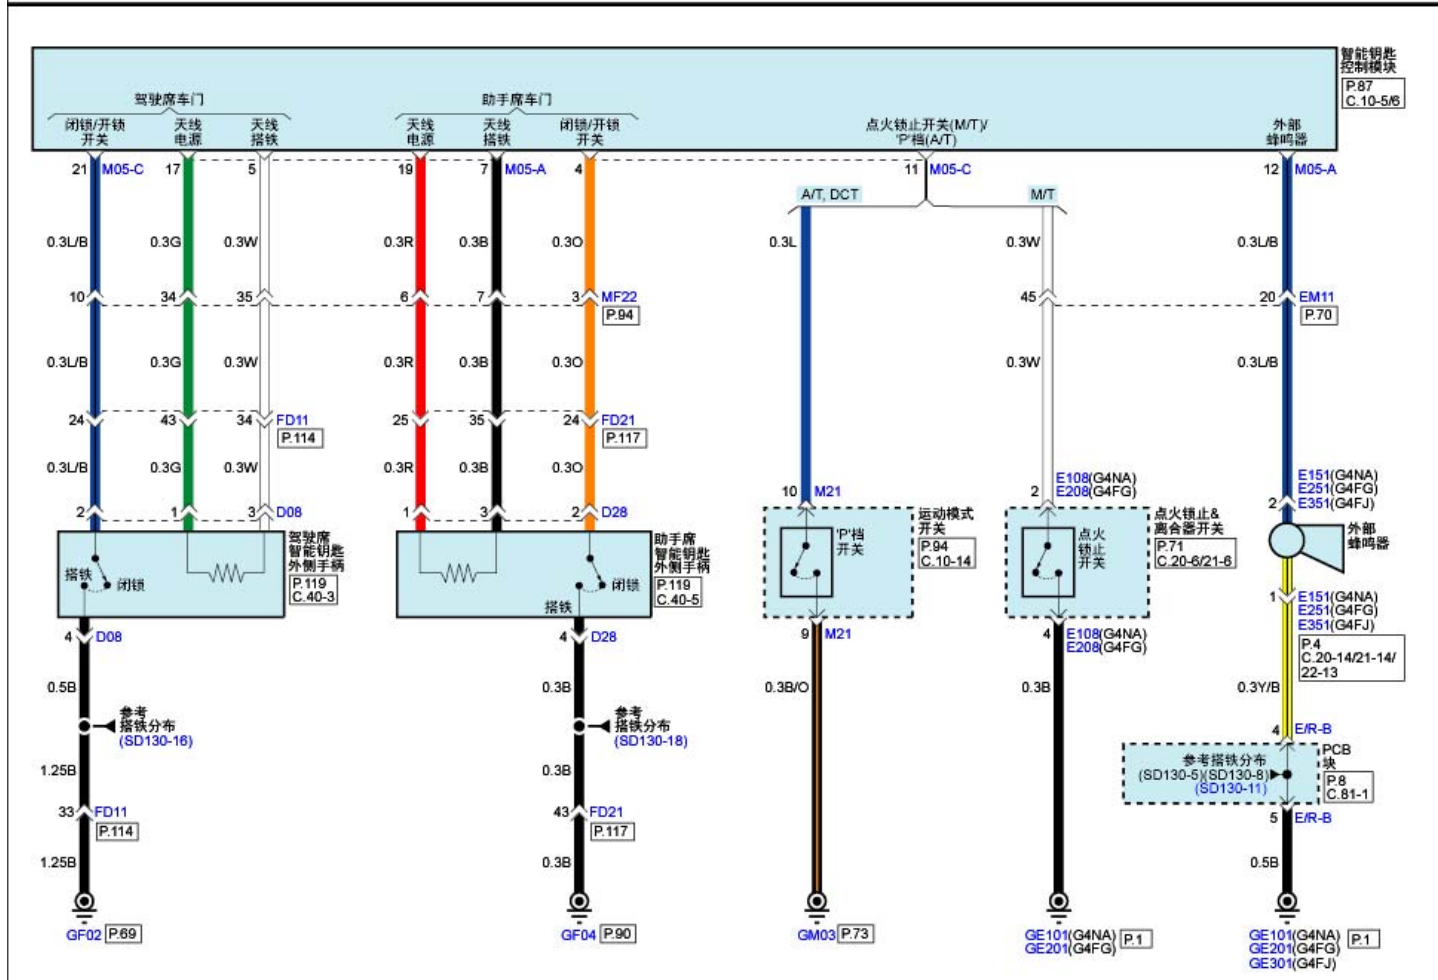 智能钥匙
控制模块
P.87
C.10-5/6
驾驶席车门
助手席车门
闭锁/开锁
开关
天线
电源
天线
搭铁
天线
电源
天线
搭铁
闭锁/开锁
开关
点火锁止开关(M/T)/
'P'档(A/T)
外部
蜂鸣器
21 M05-C 17 5 19 7 M05-A 4 11 M05-C 12 M05-A
A/T, DCT M/T
0.3L/B 0.3G 0.3W 0.3R 0.3B 0.3O 0.3L 0.3W 0.3L/B
10 34 35 6 7 3 MF22 45 20 EM11
P.94 P.70
0.3L/B 0.3G 0.3W 0.3R 0.3B 0.3O 0.3W 0.3L/B
24 43 34 FD11 25 35 24 FD21
P.114 P.117
0.3L/B 0.3G 0.3W 0.3R 0.3B 0.3O
E108(G4NA)
E208(G4FG)
E151(G4NA)
E251(G4FG)
E351(G4FJ)
2 1 3 D08 1 3 2 D28 10 M21 2 2
驾驶席
智能钥匙
外侧手柄
P.119
C.40-3
搭铁 闭锁
助手席
智能钥匙
外侧手柄
P.119
C.40-5
搭铁 闭锁
'P'档
开关
运动模式
开关
P.94
C.10-14
点火
锁止
开关
点火锁止&
离合器开关
P.71
C.20-6/21-6
外部
蜂鸣器
1 E151(G4NA)
E251(G4FG)
E351(G4FJ)
P.4
C.20-14/21-14/
22-13
4 D08 4 D28 9 M21 4 E108(G4NA)
E208(G4FG)
0.5B 0.3B 0.3B/O 0.3B 0.3Y/B
参考
搭铁分布
(SD130-16)
参考
搭铁分布
(SD130-18)
4 E/R-B
参考搭铁分布
(SD130-5)(SD130-8)
(SD130-11)
PCB
块
P.8
C.81-1
1.25B 0.3B
33 FD11 43 FD21 5 E/R-B
P.114 P.117
1.25B 0.3B 0.5B
GF02 P.69
GF04 P.90
GM03 P.73
GE101(G4NA)
GE201(G4FG)
P.1
GE101(G4NA)
GE201(G4FG)
GE301(G4FJ)
P.1